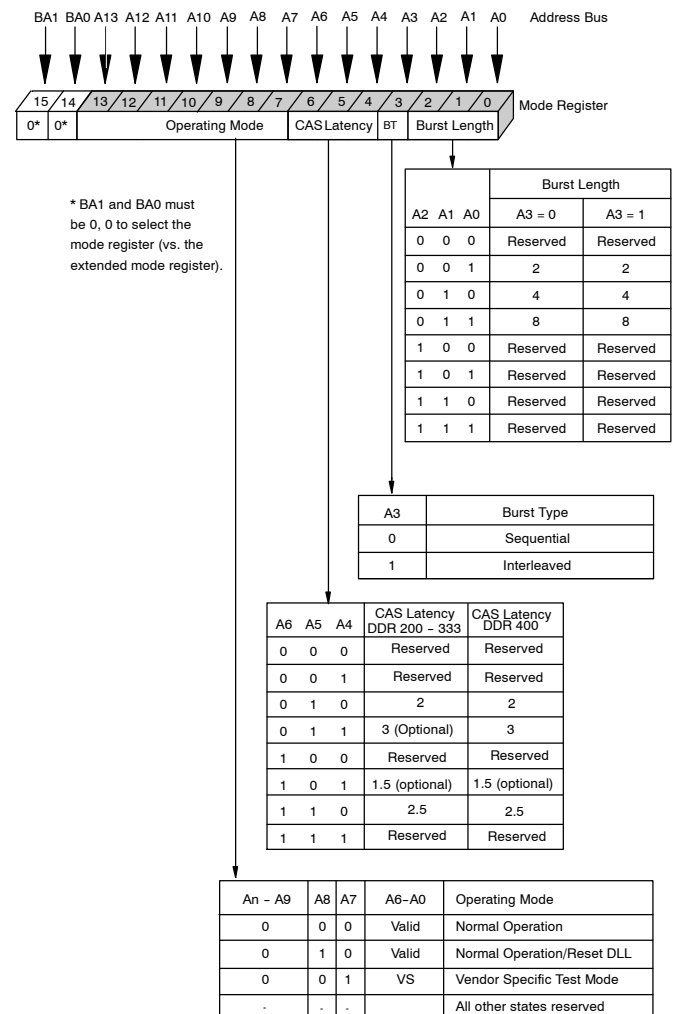 BA1 BA0 A13 A12 A11 A10 A9 A8 A7 A6 A5 A4 A3 A2 A1 A0 Address Bus
15 14 13 12 11 10 9 8 7 6 5 4 3 2 1 0 Mode Register
0* 0* Operating Mode CAS Latency BT Burst Length
* BA1 and BA0 must
be 0, 0 to select the
mode register (vs. the
extended mode register).
Burst Length
A2 A1 A0 A3 = 0 A3 = 1
0 0 0 Reserved Reserved
0 0 1 2 2
0 1 0 4 4
0 1 1 8 8
1 0 0 Reserved Reserved
1 0 1 Reserved Reserved
1 1 0 Reserved Reserved
1 1 1 Reserved Reserved
A3 Burst Type
0 Sequential
1 Interleaved
A6 A5 A4 CAS Latency DDR 200 - 333 CAS Latency DDR 400
0 0 0 Reserved Reserved
0 0 1 Reserved Reserved
0 1 0 2 2
0 1 1 3 (Optional) 3
1 0 0 Reserved Reserved
1 0 1 1.5 (optional) 1.5 (optional)
1 1 0 2.5 2.5
1 1 1 Reserved Reserved
An - A9 A8 A7 A6-A0 Operating Mode
0 0 0 Valid Normal Operation
0 1 0 Valid Normal Operation/Reset DLL
0 0 1 VS Vendor Specific Test Mode
. . . All other states reserved